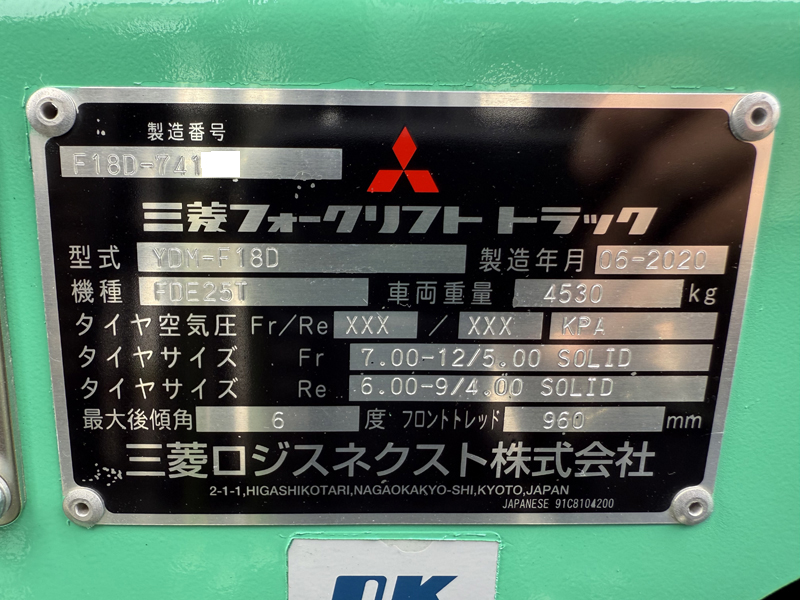 製造番号
F18D-741
三菱フォークリフト トラック
型式 YDM-F18D 製造年月 06-2020
機種 FDE25T 車両重量 4530 kg
タイヤ空気圧 Fr/Re XXX / XXX KPA
タイヤサイズ Fr 7.00-12/5.00 SOLID
タイヤサイズ Re 6.00-9/4.00 SOLID
最大後傾角 6 度 フロントトレッド 960 mm
三菱ロジスネクスト株式会社
2-1-1,HIGASHIKOTARI,NAGAOKAKYO-SHI,KYOTO,JAPAN
JAPANESE 91C8104200